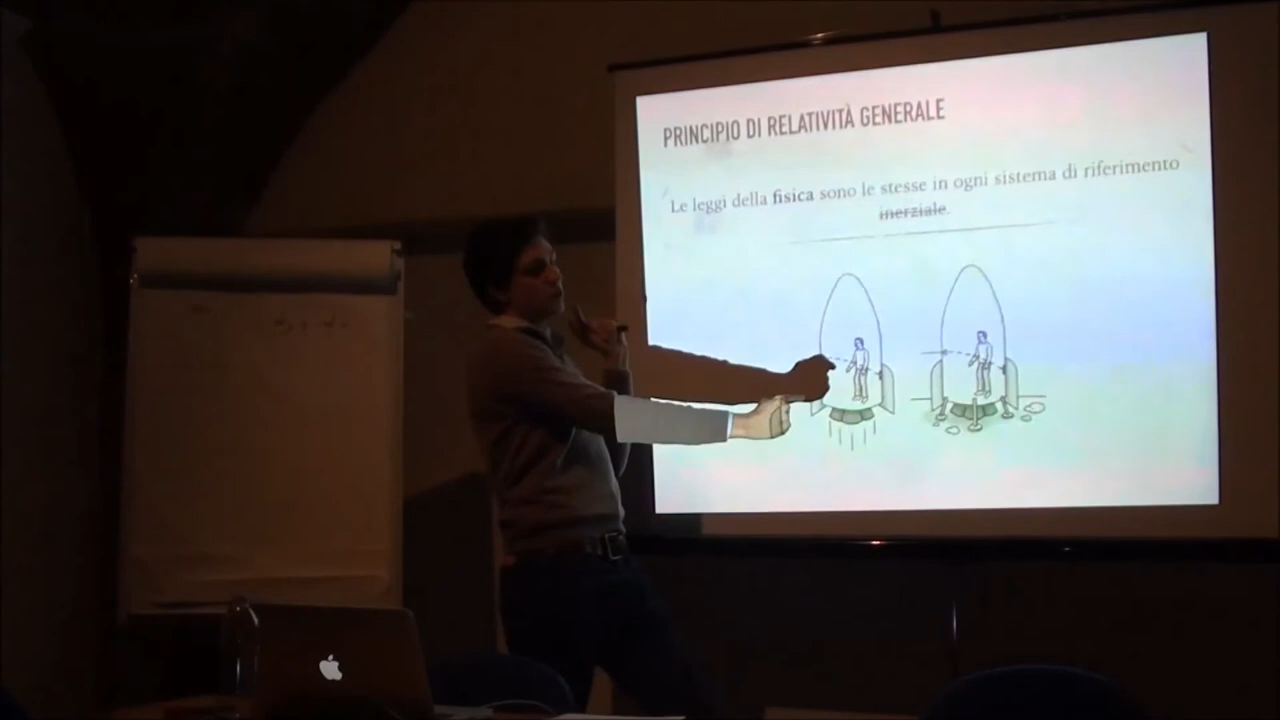 PRINCIPIO DI RELATIVITÀ GENERALE
Le leggi della fisica sono le stesse in ogni sistema di riferimento
inerziale.